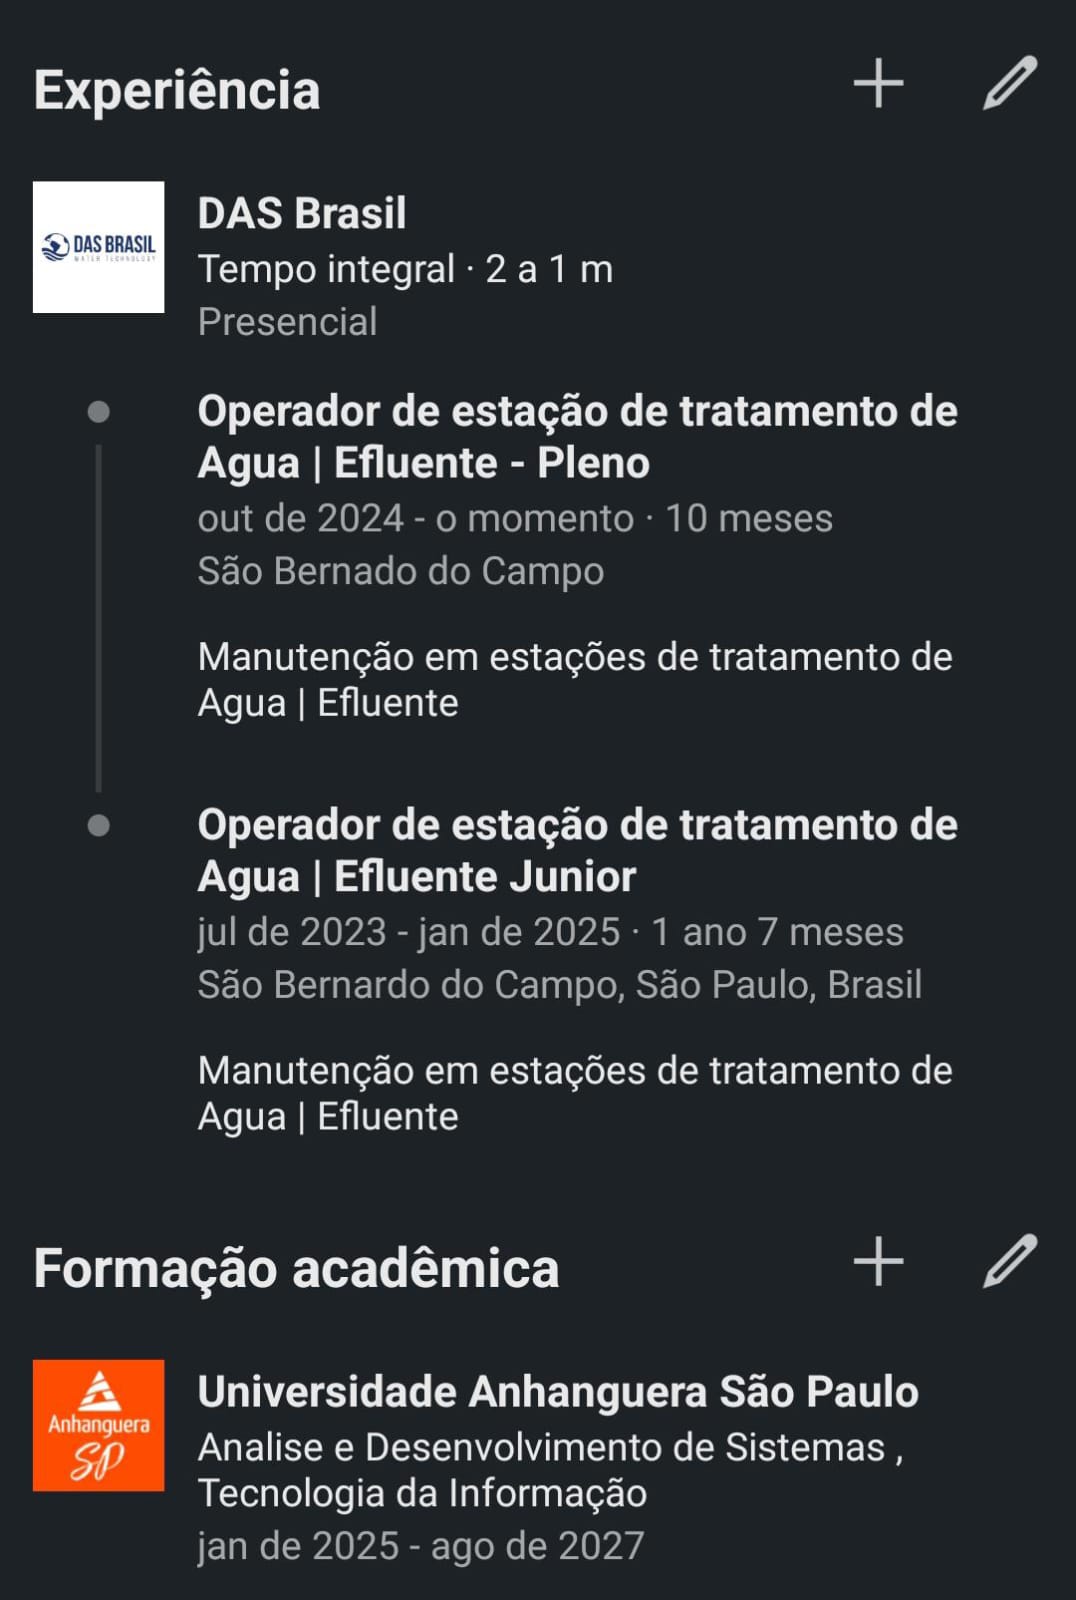 Experiência
DAS BRASIL
WATER TECHNOLOGY
DAS Brasil
Tempo integral · 2 a 1 m
Presencial
Operador de estação de tratamento de
Agua | Efluente - Pleno
out de 2024 - o momento · 10 meses
São Bernado do Campo
Manutenção em estações de tratamento de
Agua | Efluente
Operador de estação de tratamento de
Agua | Efluente Junior
jul de 2023 - jan de 2025 · 1 ano 7 meses
São Bernardo do Campo, São Paulo, Brasil
Manutenção em estações de tratamento de
Agua | Efluente
Formação acadêmica
Anhanguera
SP
Universidade Anhanguera São Paulo
Analise e Desenvolvimento de Sistemas ,
Tecnologia da Informação
jan de 2025 - ago de 2027